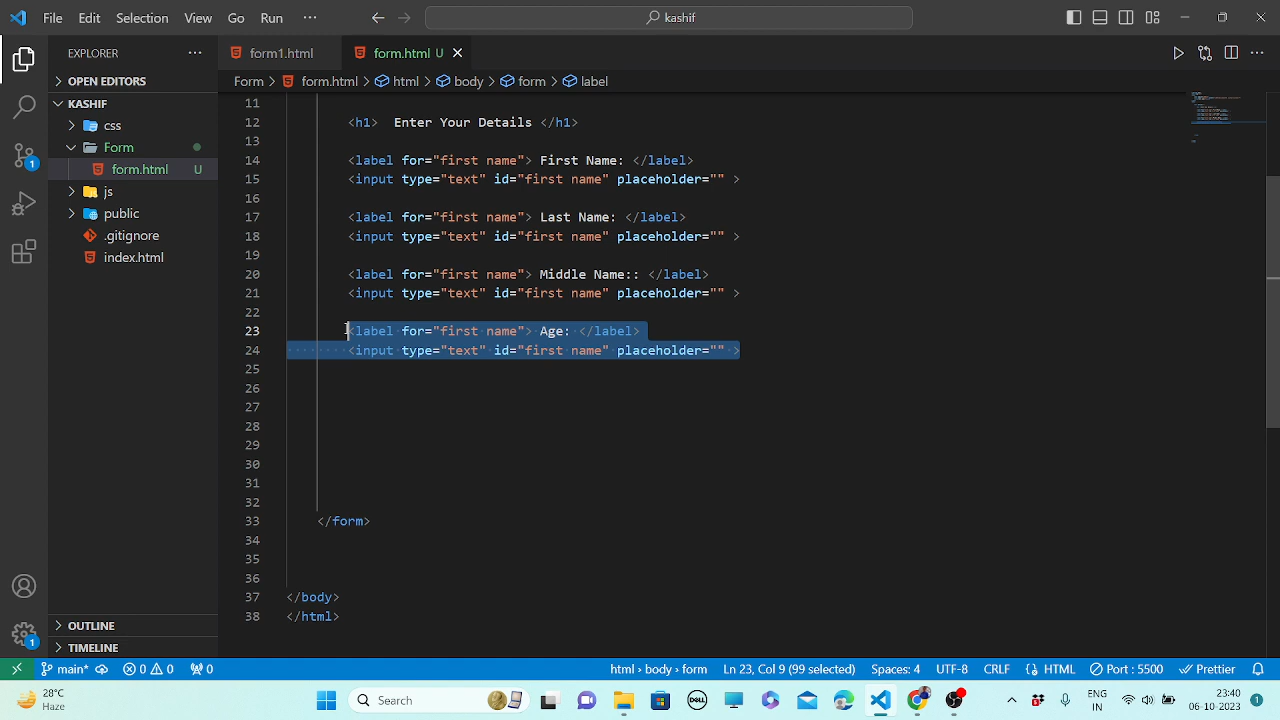 File Edit Selection View Go Run ··· kashif
EXPLORER ···
form1.html form.html U
OPEN EDITORS
Form > form.html > html > body > form > label
KASHIF
css
Form
form.html U
js
public
.gitignore
index.html
OUTLINE
TIMELINE
11
12 <h1>  Enter Your Details </h1>
13
14 <label for="first name"> First Name: </label>
15 <input type="text" id="first name" placeholder="" >
16
17 <label for="first name"> Last Name: </label>
18 <input type="text" id="first name" placeholder="" >
19
20 <label for="first name"> Middle Name:: </label>
21 <input type="text" id="first name" placeholder="" >
22
23 <label for="first name"> Age: </label>
24 <input type="text" id="first name" placeholder="" >
25
26
27
28
29
30
31
32
33 </form>
34
35
36
37 </body>
38 </html>
1
1
main* 0 0 0 html > body > form Ln 23, Col 9 (99 selected) Spaces: 4 UTF-8 CRLF HTML Port : 5500 Prettier
28°C
Haze
Search
DELL
ENG
IN
23:40
06-10-2023
1